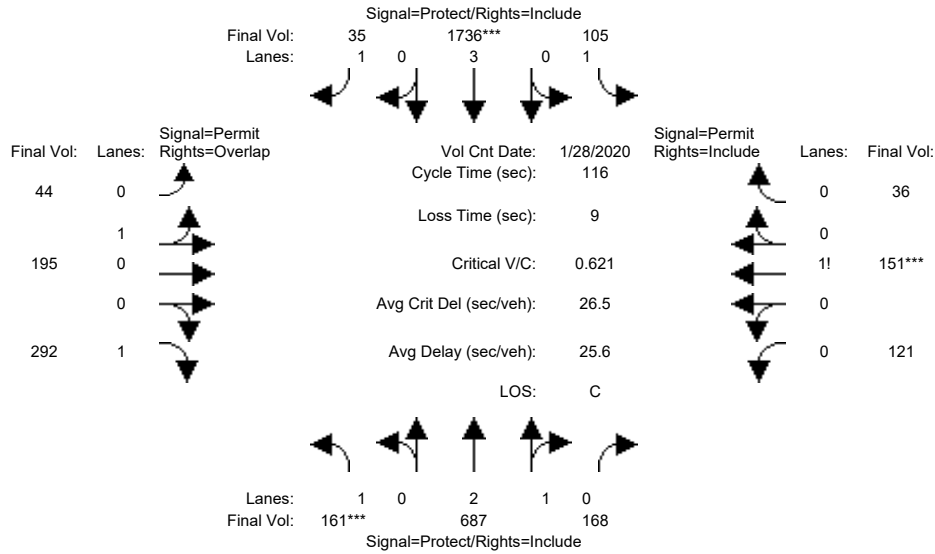 Signal=Protect/Rights=Include
Final Vol: 35 1736*** 105
Lanes: 1 0 3 0 1
Signal=Permit
Rights=Overlap
Signal=Permit
Rights=Include
Final Vol: Lanes:
Vol Cnt Date: 1/28/2020
Lanes: Final Vol:
Cycle Time (sec): 116
44 0
0 36
Loss Time (sec): 9
1
0
195 0
Critical V/C: 0.621
1! 151***
0
Avg Crit Del (sec/veh): 26.5
0
292 1
Avg Delay (sec/veh): 25.6
0 121
LOS: C
Lanes: 1 0 2 1 0
Final Vol: 161*** 687 168
Signal=Protect/Rights=Include